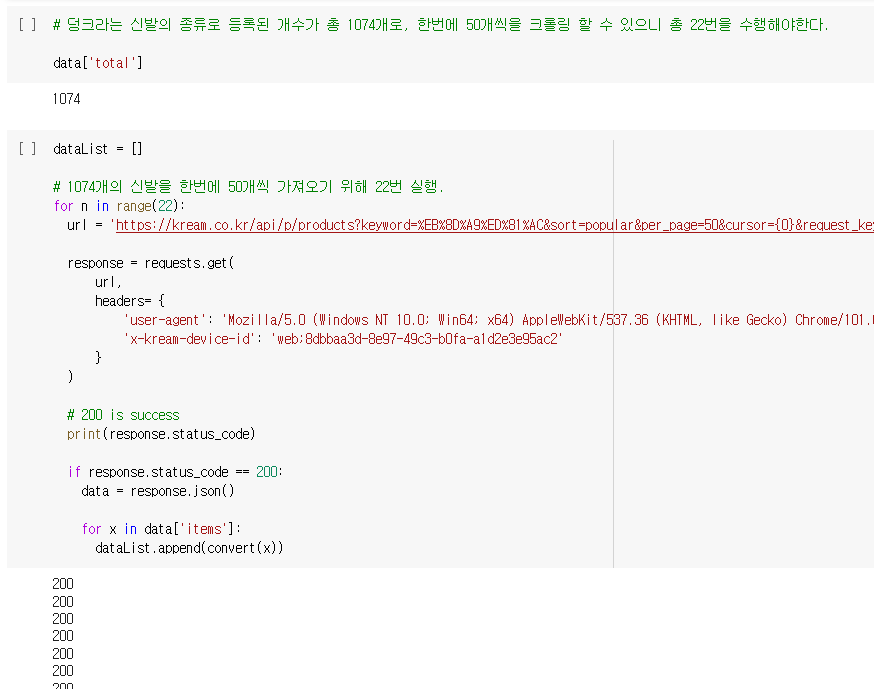 [ ] # 덩크라는 신발의 종류로 등록된 개수가 총 1074개로, 한번에 50개씩을 크롤링 할 수 있으니 총 22번을 수행해야한다.
data['total']
1074
[ ] dataList = []
# 1074개의 신발을 한번에 50개씩 가져오기 위해 22번 실행.
for n in range(22):
url = 'https://kream.co.kr/api/p/products?keyword=%EB%8D%A9%ED%81%AC&sort=popular&per_page=50&cursor={0}&request_key
response = requests.get(
url,
headers= {
'user-agent': 'Mozilla/5.0 (Windows NT 10.0; Win64; x64) AppleWebKit/537.36 (KHTML, like Gecko) Chrome/101.0
'x-kream-device-id': 'web;8dbbaa3d-8e97-49c3-b0fa-a1d2e3e95ac2'
}
)
# 200 is success
print(response.status_code)
if response.status_code == 200:
data = response.json()
for x in data['items']:
dataList.append(convert(x))
200
200
200
200
200
200
200